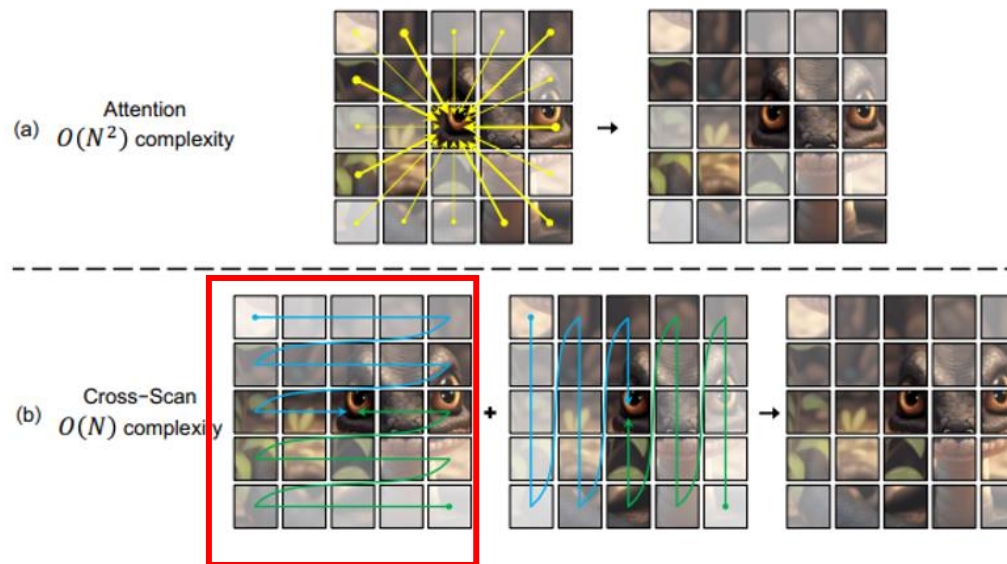 (a) Attention
O(N²) complexity
(b) Cross-Scan
O(N) complexity